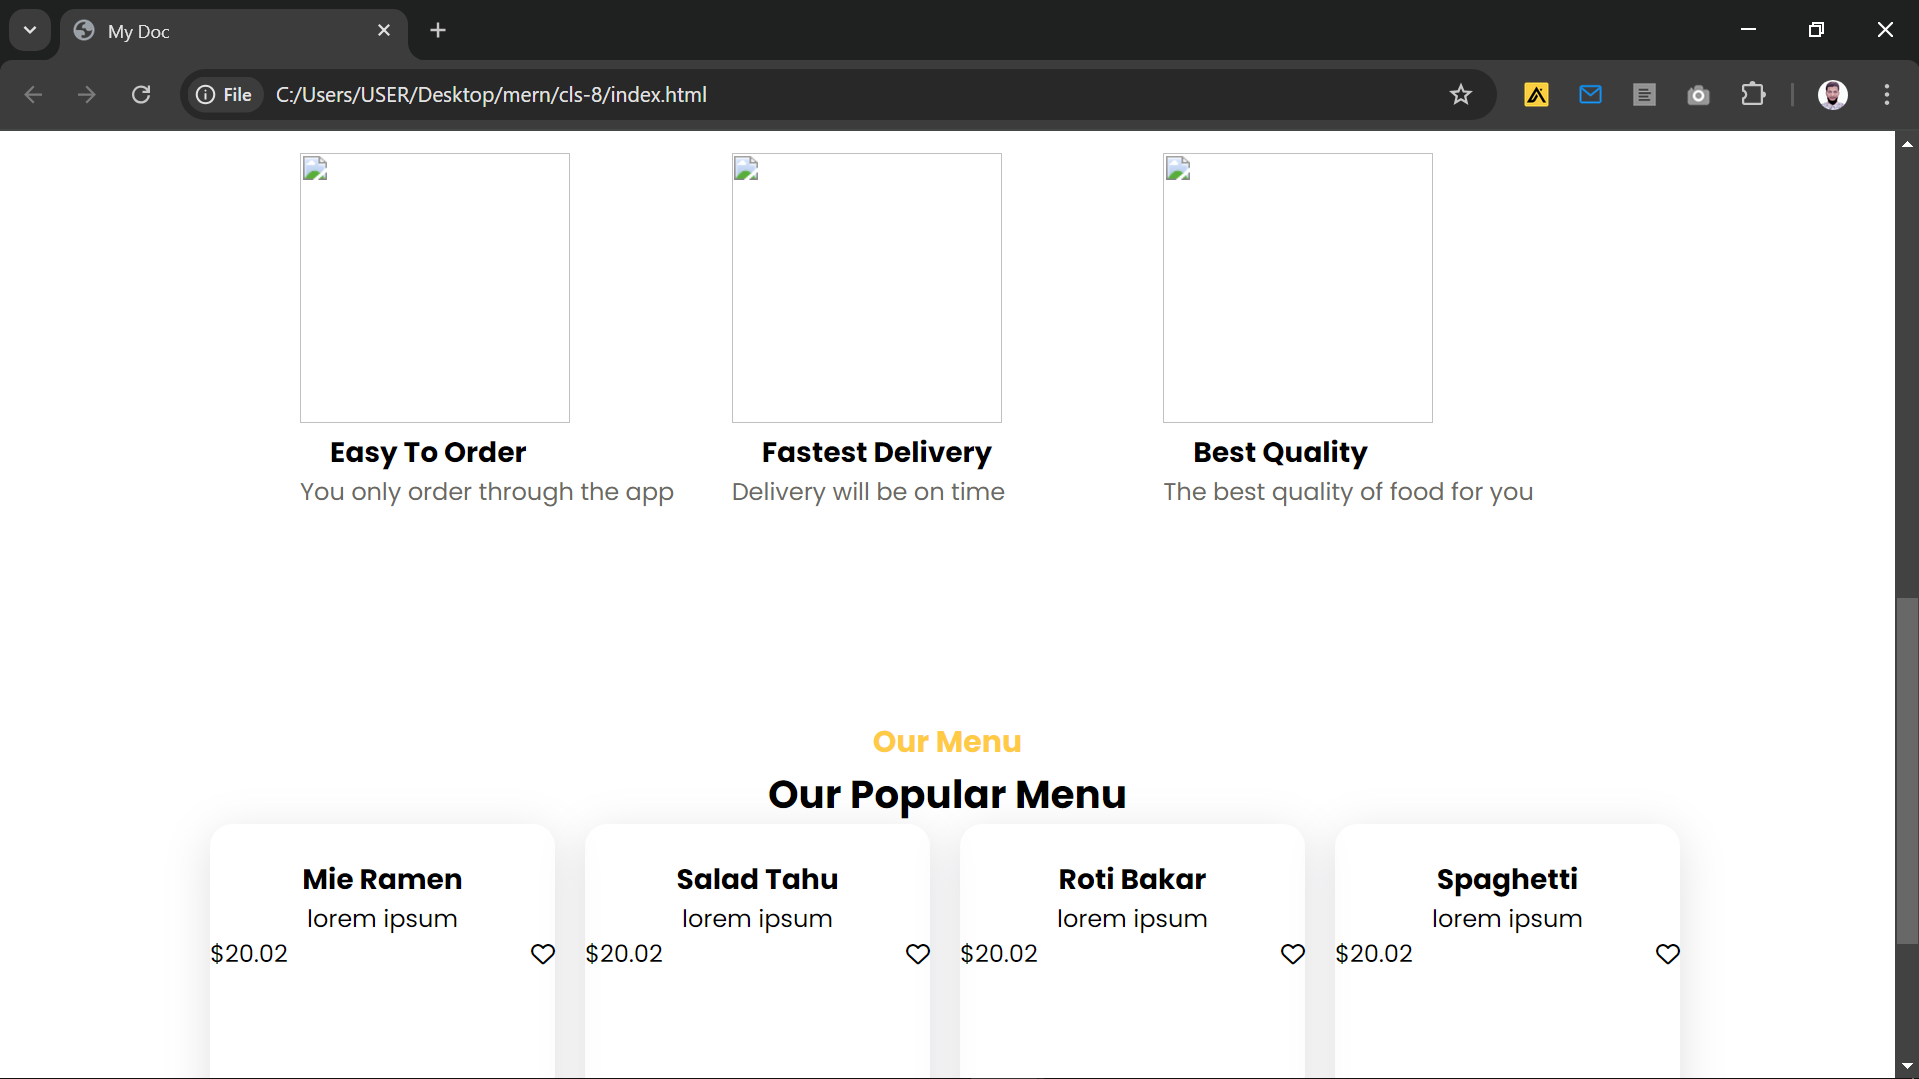 My Doc
File C:/Users/USER/Desktop/mern/cls-8/index.html
Easy To Order
You only order through the app
Fastest Delivery
Delivery will be on time
Best Quality
The best quality of food for you
Our Menu
Our Popular Menu
Mie Ramen
lorem ipsum
$20.02
Salad Tahu
lorem ipsum
$20.02
Roti Bakar
lorem ipsum
$20.02
Spaghetti
lorem ipsum
$20.02